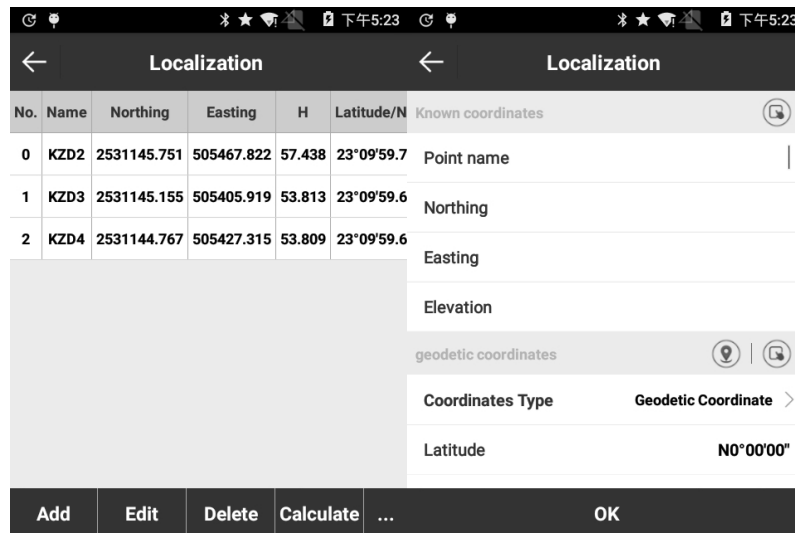 下午5:23
Localization
No. Name Northing Easting H Latitude/N
0 KZD2 2531145.751 505467.822 57.438 23°09'59.7
1 KZD3 2531145.155 505405.919 53.813 23°09'59.6
2 KZD4 2531144.767 505427.315 53.809 23°09'59.6
Add Edit Delete Calculate ...
下午5:23
Localization
Known coordinates
Point name
Northing
Easting
Elevation
geodetic coordinates
Coordinates Type Geodetic Coordinate
Latitude N0°00'00"
OK